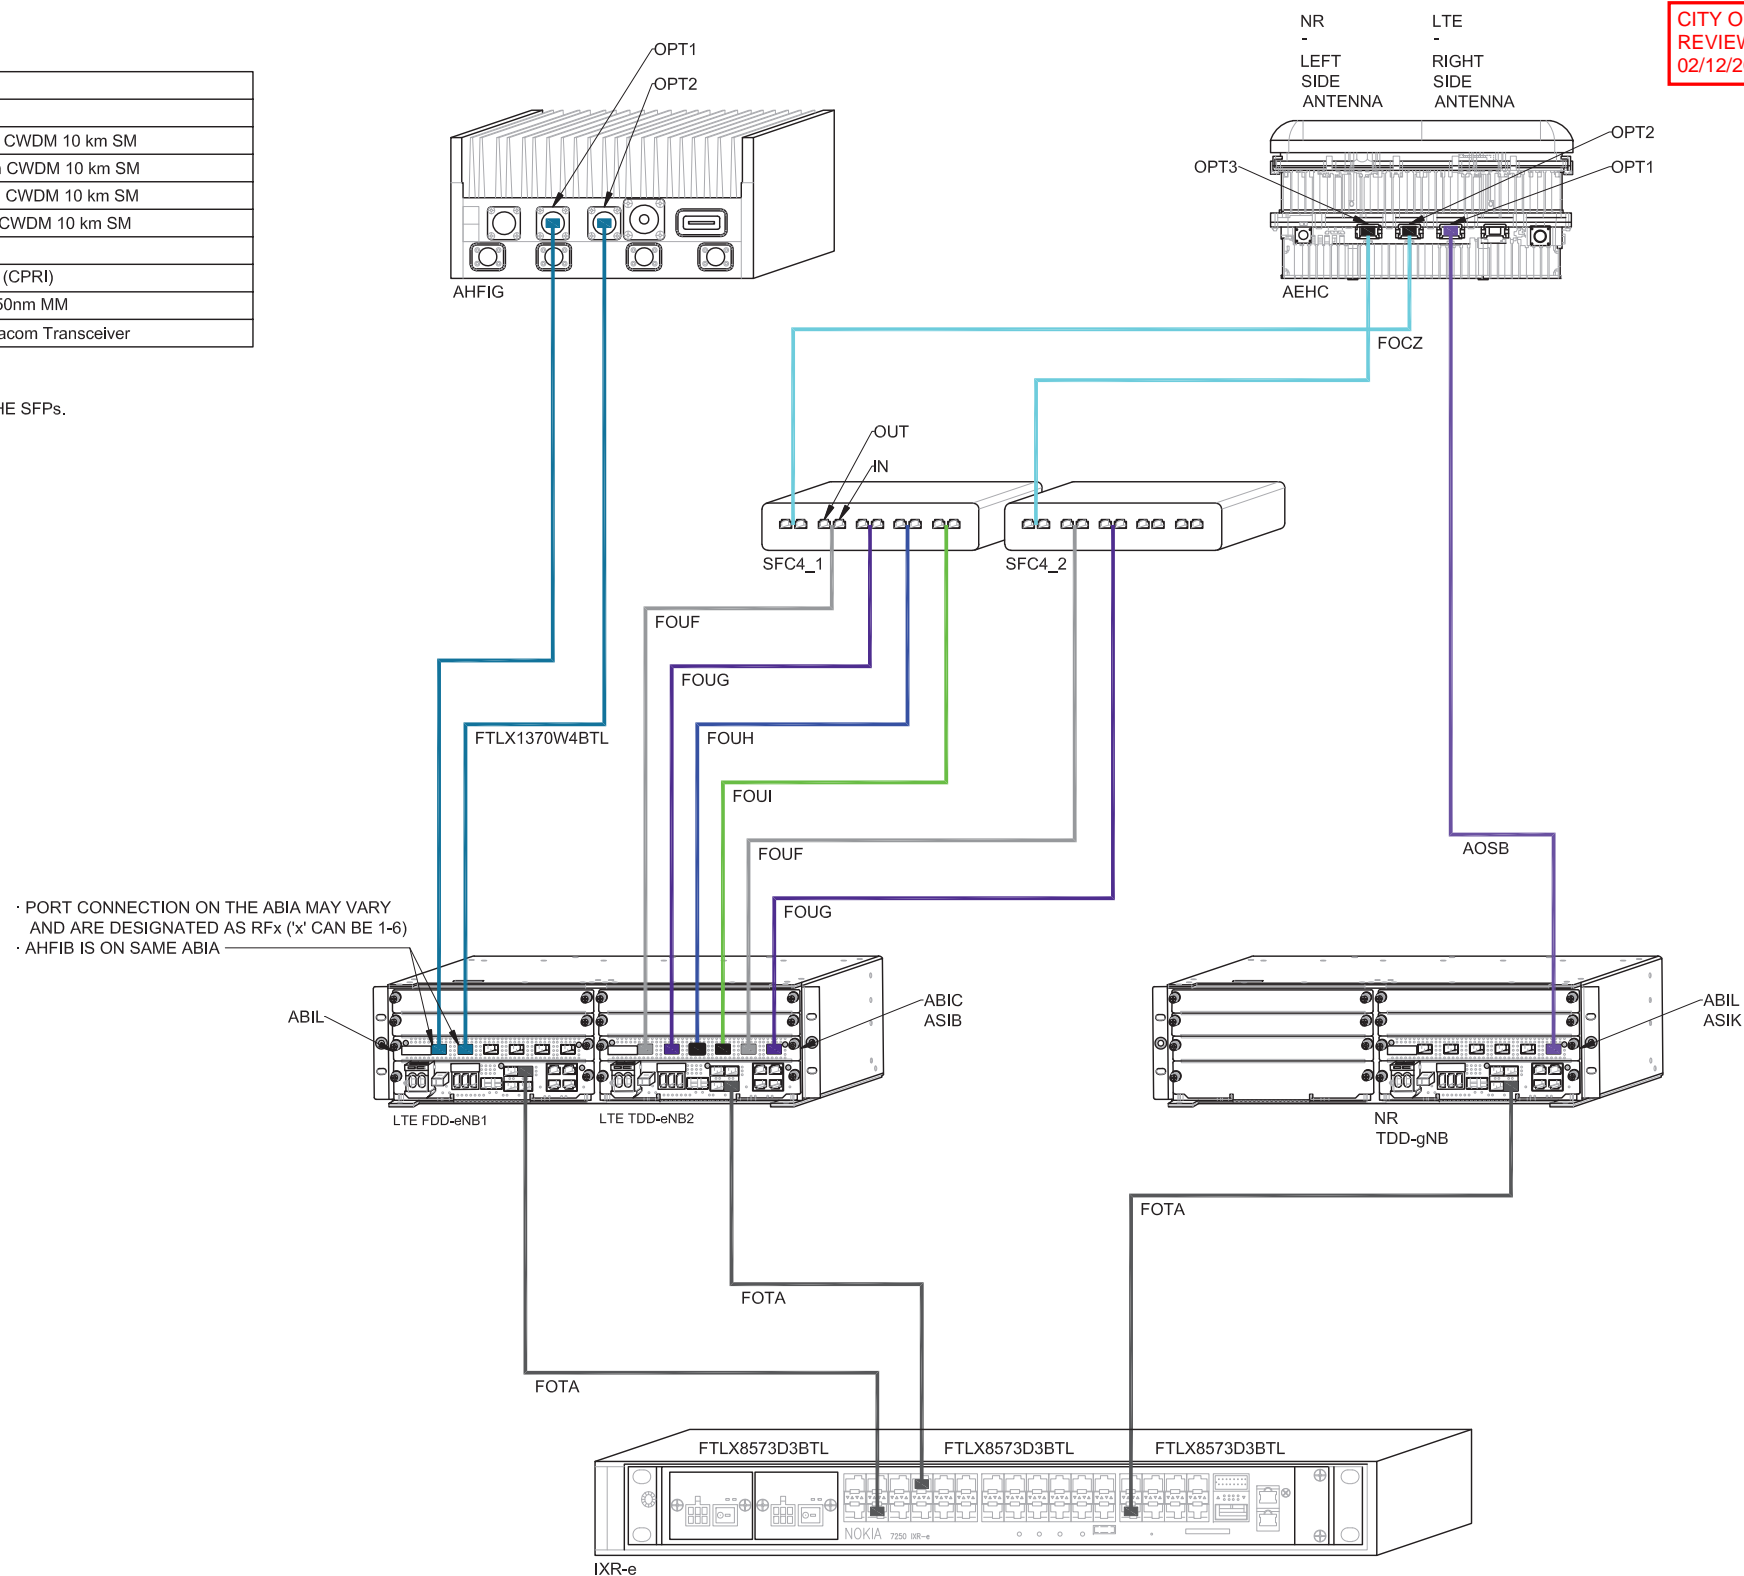 CWDM 10 km SM
CWDM 10 km SM
CWDM 10 km SM
CWDM 10 km SM
(CPRI)
50nm MM
acom Transceiver
HE SFPs.
OPT1
OPT2
AHFIG
NR
-
LEFT
SIDE
ANTENNA
LTE
-
RIGHT
SIDE
ANTENNA
CITY O
REVIEW
02/12/2
OPT3
OPT2
OPT1
AEHC
FOCZ
OUT
IN
SFC4_1
SFC4_2
FOUF
FOUG
FTLX1370W4BTL
FOUH
FOUI
FOUF
FOUG
AOSB
· PORT CONNECTION ON THE ABIA MAY VARY
AND ARE DESIGNATED AS RFx ('x' CAN BE 1-6)
· AHFIB IS ON SAME ABIA
ABIL
ABIC
ASIB
ABIL
ASIK
LTE FDD-eNB1
LTE TDD-eNB2
NR
TDD-gNB
FOTA
FOTA
FOTA
FTLX8573D3BTL
FTLX8573D3BTL
FTLX8573D3BTL
NOKIA 7250 IXR-e
IXR-e